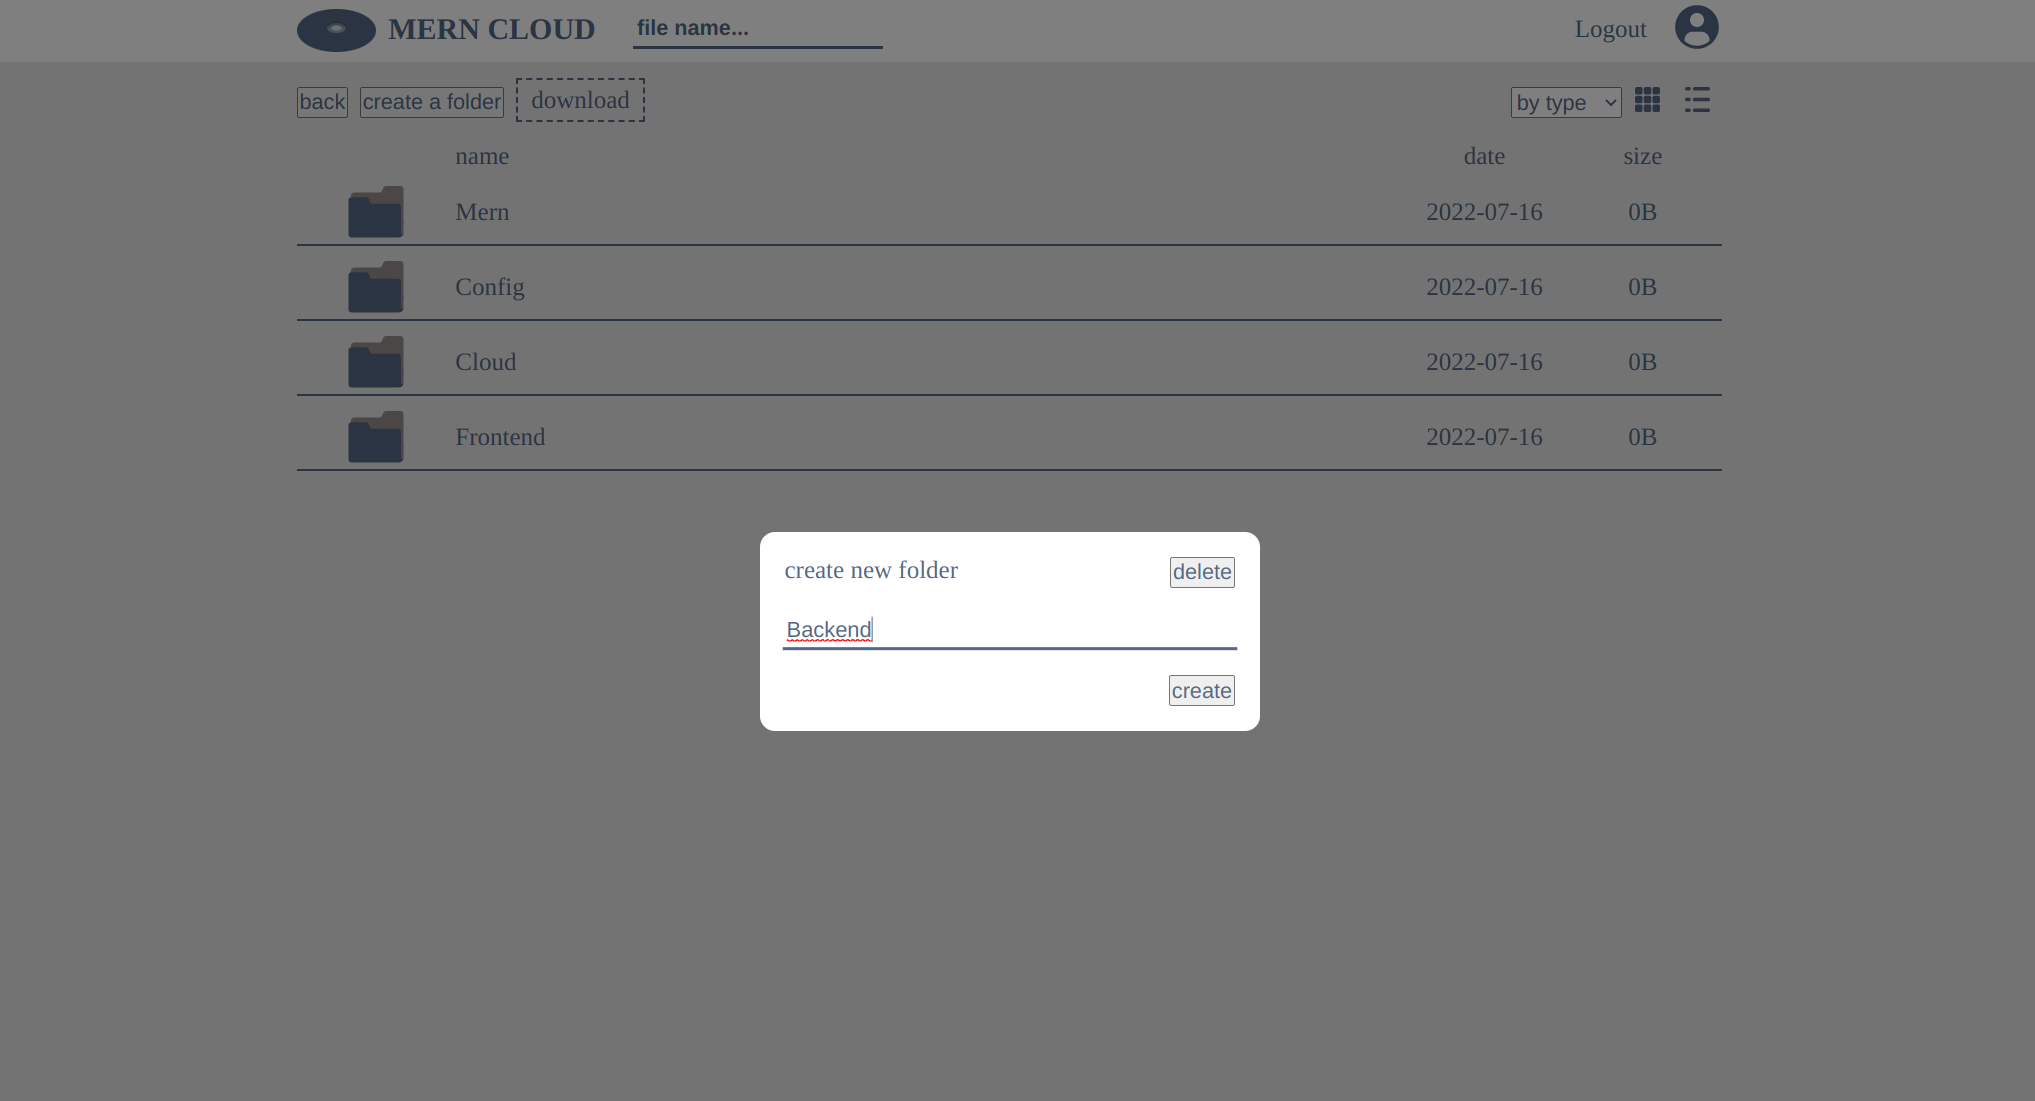 MERN CLOUD file name... Logout
back create a folder download by type
name date size
Mern 2022-07-16 0B
Config 2022-07-16 0B
Cloud 2022-07-16 0B
Frontend 2022-07-16 0B
create new folder delete
Backend
create